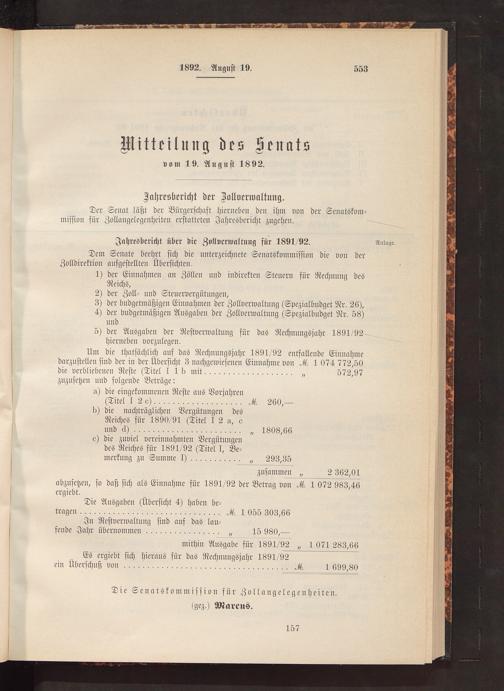 1892. August 19.
553
Mitteilung des Senats
vom 19. August 1892.
Jahresbericht der Zollverwaltung.
Der Senat läßt der Bürgerschaft hierneben den ihm von der Senatskom-
mission für Zollangelegenheiten erstatteten Jahresbericht zugehen.
Jahresbericht über die Zollverwaltung für 1891/92.
Anlage.
Dem Senate beehrt sich die unterzeichnete Senatskommission die von der
Zolldirektion aufgestellten Übersichten
1) der Einnahmen an Zöllen und indirekten Steuern für Rechnung des
Reichs,
2) der Zoll- und Steuervergütungen,
3) der budgetmäßigen Einnahmen der Zollverwaltung (Spezialbudget Nr. 26),
4) der budgetmäßigen Ausgaben der Zollverwaltung (Spezialbudget Nr. 58)
und
5) der Ausgaben der Restverwaltung für das Rechnungsjahr 1891/92
hierneben vorzulegen.
Um die thatsächlich auf das Rechnungsjahr 1891/92 entfallende Einnahme
darzustellen sind der in der Übersicht 3 nachgewiesenen Einnahme von M. 1 074 772,50
die verbliebenen Reste (Titel I 1 b mit . . . . . . . . . . . . . . . . . . . . „ 572,97
zuzusetzen und folgende Beträge:
a) die eingekommenen Reste aus Vorjahren
(Titel I 2 c) . . . . . . . . . . . . . . . . . . . M. 260,—
b) die nachträglichen Vergütungen des
Reiches für 1890/91 (Titel I 2 a, c
und d) . . . . . . . . . . . . . . . . . . . . . . . „ 1808,66
c) die zuviel vereinnahmten Vergütungen
des Reichs für 1891/92 (Titel I, Be-
merkung zu Summe I) . . . . . . . . . . . „ 293,35
zusammen „ 2 362,01
abzusetzen, so daß sich als Einnahme für 1891/92 der Betrag von M. 1 072 983,46
ergiebt.
Die Ausgaben (Übersicht 4) haben be-
tragen . . . . . . . . . . . . . . . . . . . . . . . . . . . . M. 1 055 303,66
In Restverwaltung sind auf das lau-
fende Jahr übernommen . . . . . . . . . . . . . . . . „ 15 980,—
mithin Ausgabe für 1891/92 „ 1 071 283,66
Es ergiebt sich hieraus für das Rechnungsjahr 1891/92
ein Überschuß von . . . . . . . . . . . . . . . . . . . . . . . . . . . . . . . . . . M. 1 699,80
Die Senatskommission für Zollangelegenheiten.
(gez.) Marcus.
157